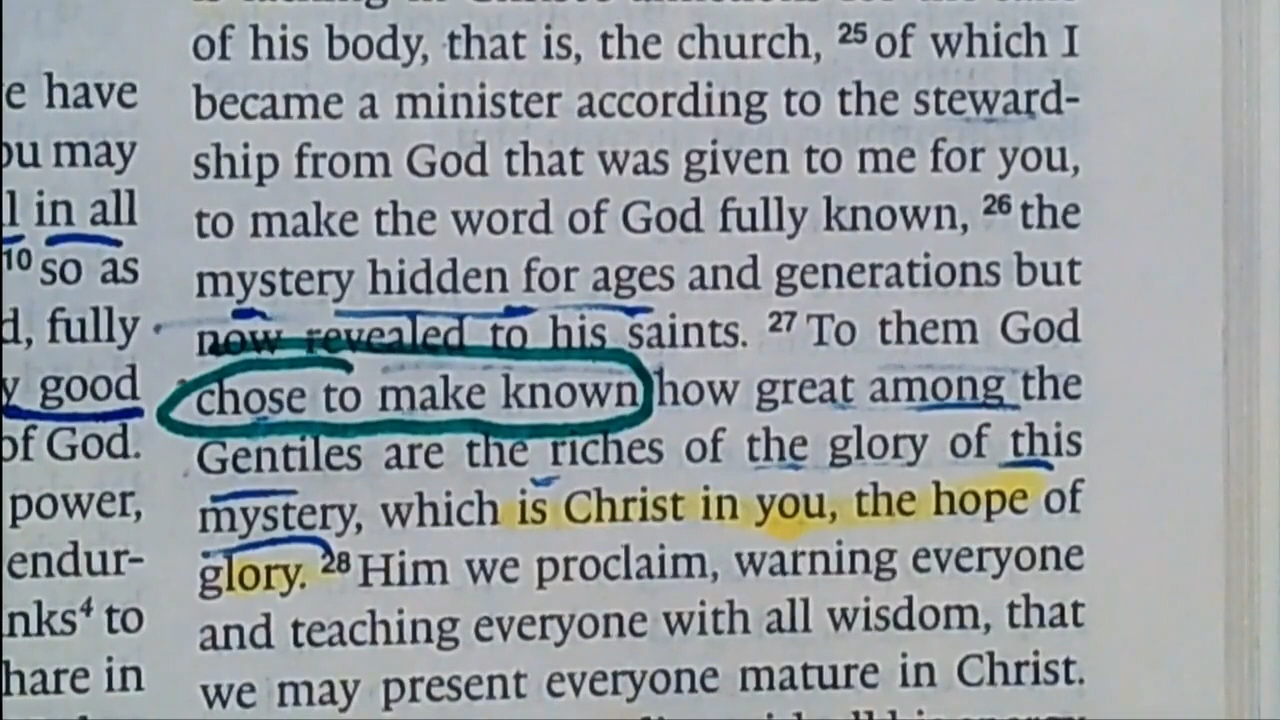 e have
ou may
l in all
10 so as
d, fully
y good
of God.
power,
endur-
nks4 to
hare in
of his body, that is, the church, 25 of which I
became a minister according to the steward-
ship from God that was given to me for you,
to make the word of God fully known, 26 the
mystery hidden for ages and generations but
now revealed to his saints. 27 To them God
chose to make known how great among the
Gentiles are the riches of the glory of this
mystery, which is Christ in you, the hope of
glory. 28 Him we proclaim, warning everyone
and teaching everyone with all wisdom, that
we may present everyone mature in Christ.